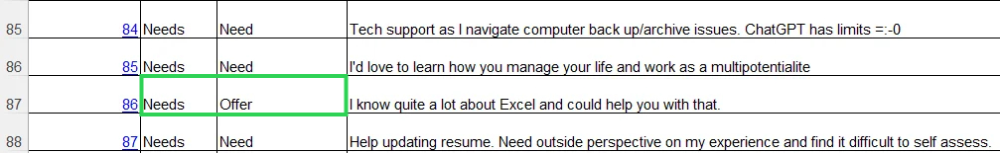 85 84 Needs Need Tech support as I navigate computer back up/archive issues. ChatGPT has limits =:-0
86 85 Needs Need I'd love to learn how you manage your life and work as a multipotentialite
87 86 Needs Offer I know quite a lot about Excel and could help you with that.
88 87 Needs Need Help updating resume. Need outside perspective on my experience and find it difficult to self assess.